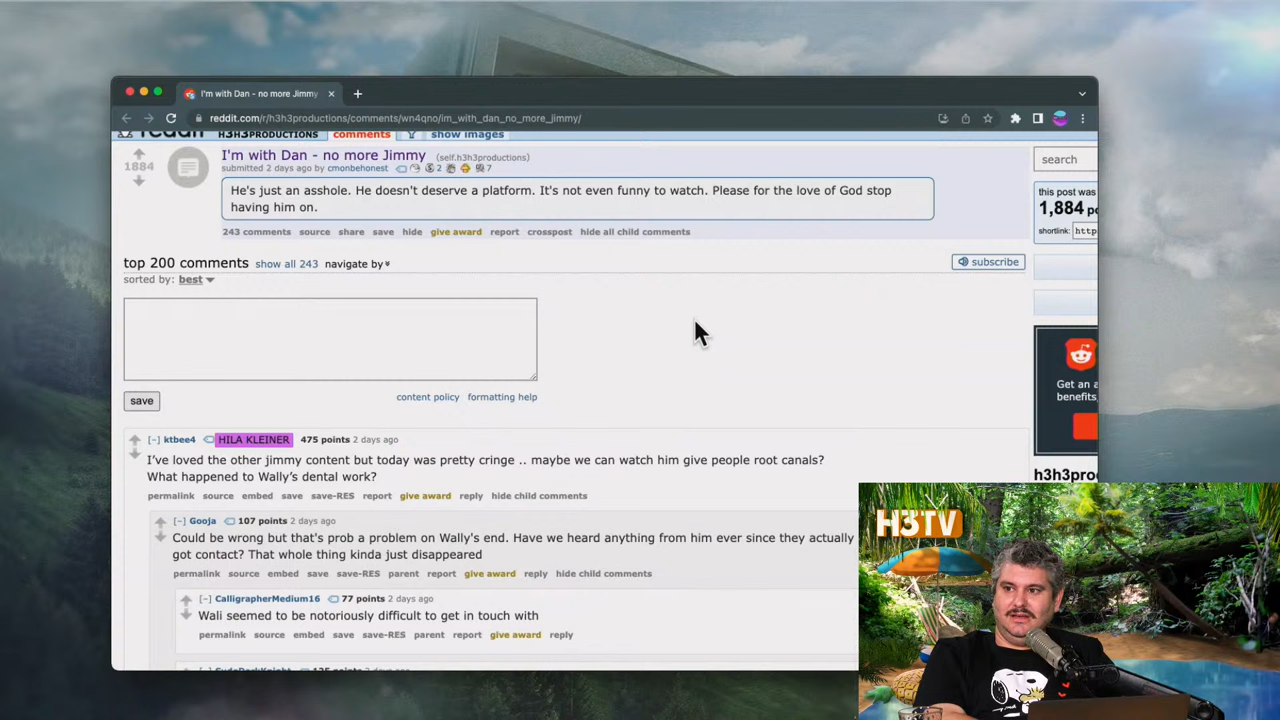 I'm with Dan - no more Jimmy
reddit.com/r/h3h3productions/comments/wn4qno/im_with_dan_no_more_jimmy/
reddit H3H3PRODUCTIONS comments show images
1884
I'm with Dan - no more Jimmy (self.h3h3productions)
submitted 2 days ago by cmonbehonest 2 7
He's just an asshole. He doesn't deserve a platform. It's not even funny to watch. Please for the love of God stop
having him on.
243 comments source share save hide give award report crosspost hide all child comments
search
this post was
1,884 po
shortlink: http
top 200 comments show all 243 navigate by
subscribe
sorted by: best
save
content policy formatting help
Get an a
benefits,
[-] ktbee4 HILA KLEINER 475 points 2 days ago
I've loved the other jimmy content but today was pretty cringe .. maybe we can watch him give people root canals?
What happened to Wally's dental work?
permalink source embed save save-RES report give award reply hide child comments
h3h3pro
[-] Gooja 107 points 2 days ago
Could be wrong but that's prob a problem on Wally's end. Have we heard anything from him ever since they actually
got contact? That whole thing kinda just disappeared
permalink source embed save save-RES parent report give award reply hide child comments
[-] CalligrapherMedium16 77 points 2 days ago
Wali seemed to be notoriously difficult to get in touch with
permalink source embed save save-RES parent report give award reply
H3TV